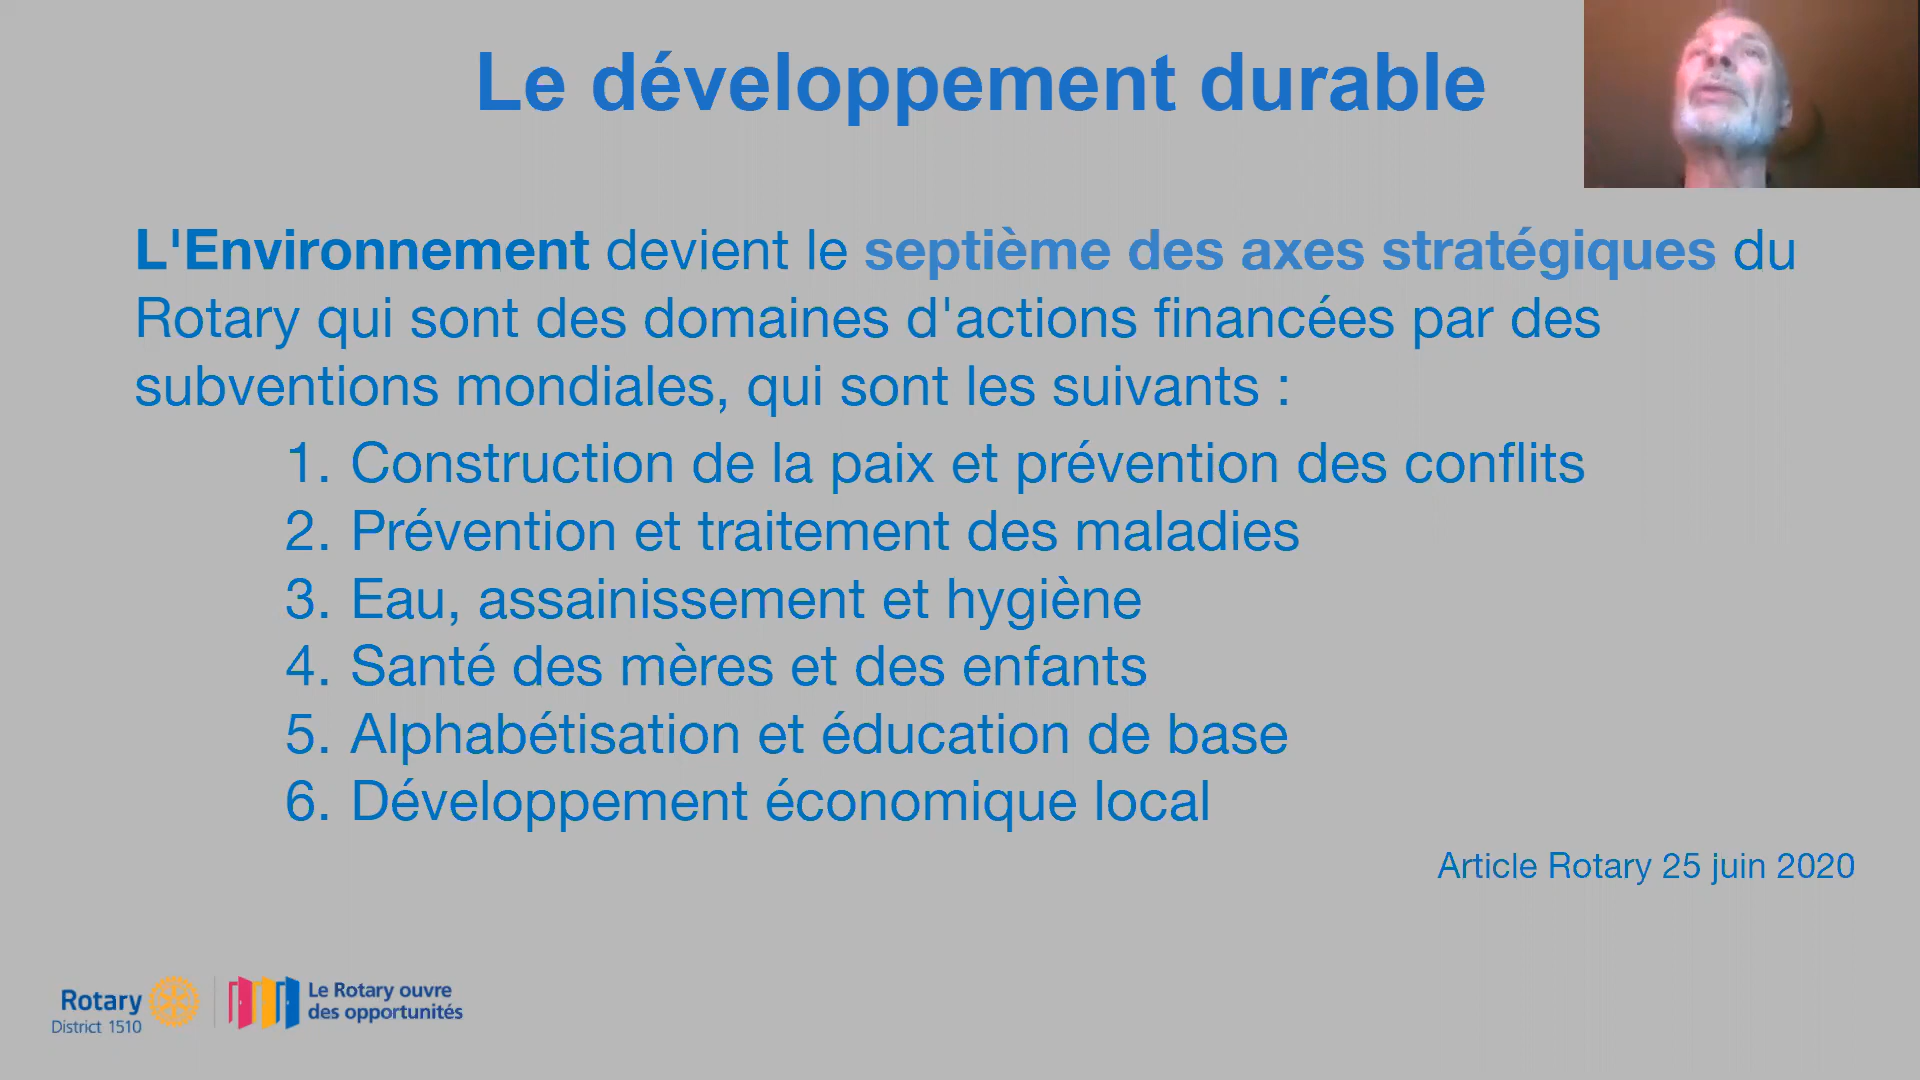 Le développement durable
L'Environnement devient le septième des axes stratégiques du
Rotary qui sont des domaines d'actions financées par des
subventions mondiales, qui sont les suivants :
1. Construction de la paix et prévention des conflits
2. Prévention et traitement des maladies
3. Eau, assainissement et hygiène
4. Santé des mères et des enfants
5. Alphabétisation et éducation de base
6. Développement économique local
Article Rotary 25 juin 2020
Rotary
District 1510
Le Rotary ouvre
des opportunités